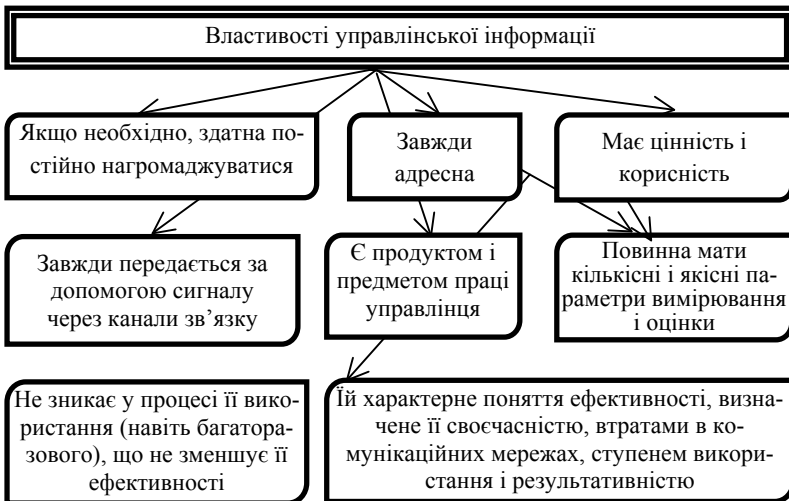 Властивості управлінської інформації
Якщо необхідно, здатна по-
стійно нагромаджуватися
Завжди
адресна
Має цінність і
корисність
Завжди передається за
допомогою сигналу
через канали зв’язку
Є продуктом і
предметом праці
управлінця
Повинна мати
кількісні і якісні па-
раметри вимірювання
і оцінки
Не зникає у процесі її вико-
ристання (навіть багатора-
зового), що не зменшує її
ефективності
Їй характерне поняття ефективності, визна-
чене її своєчасністю, втратами в ко-
мунікаційних мережах, ступенем викорис-
тання і результативністю